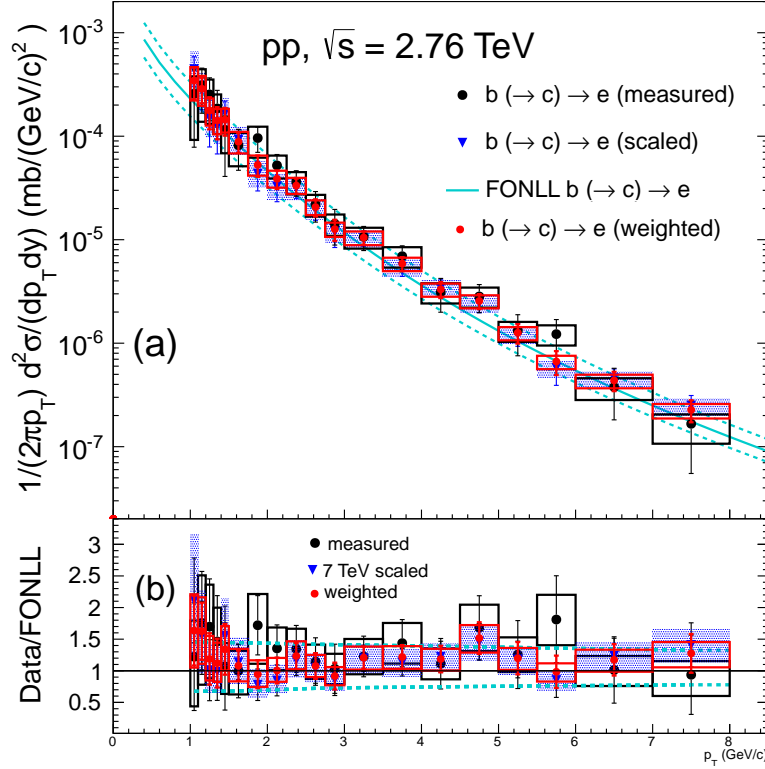 pp, √s = 2.76 TeV
b (→ c) → e (measured)
b (→ c) → e (scaled)
FONLL b (→ c) → e
b (→ c) → e (weighted)
1/(2πp_T) d²σ/(dp_T dy) (mb/(GeV/c)²)
10⁻³
10⁻⁴
10⁻⁵
10⁻⁶
10⁻⁷
(a)
(b)
measured
7 TeV scaled
weighted
Data/FONLL
3
2.5
2
1.5
1
0.5
0 1 2 3 4 5 6 7 8
p_T (GeV/c)